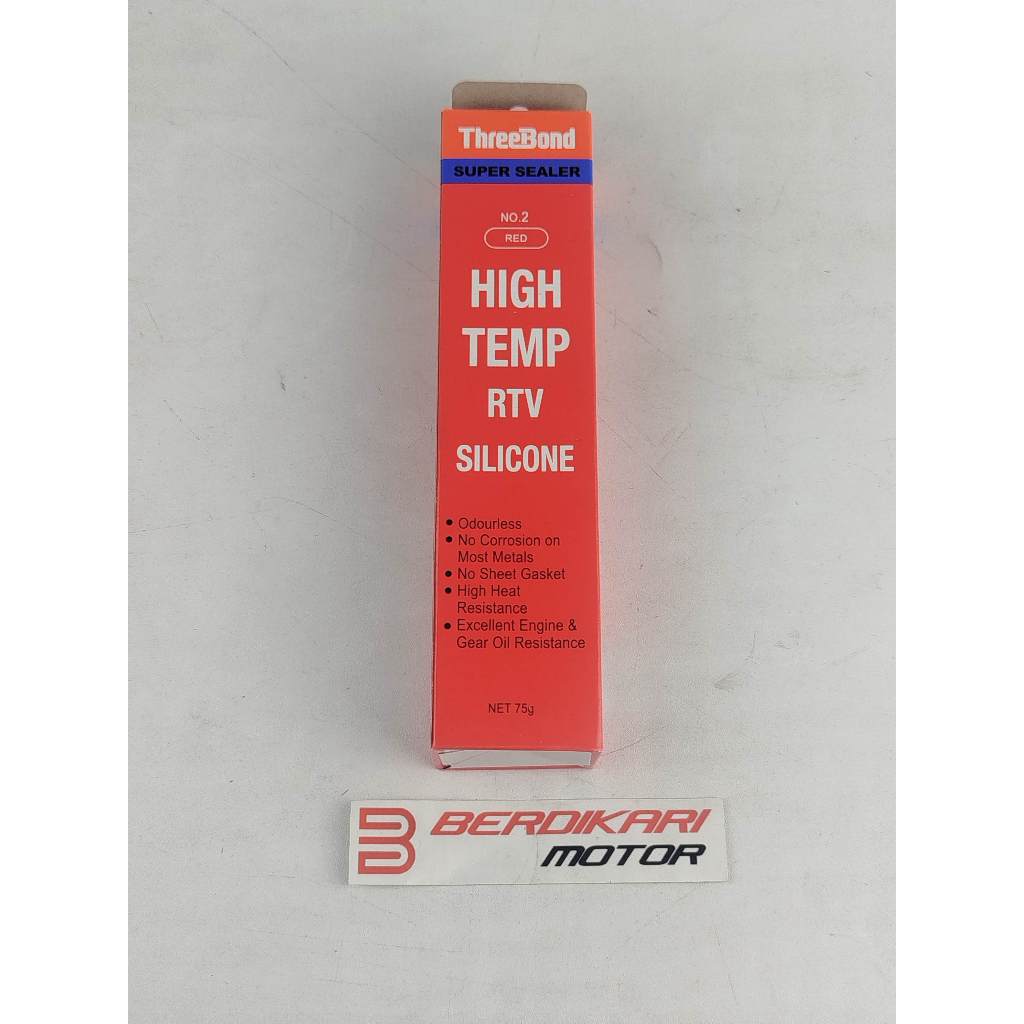 ThreeBond
SUPER SEALER
NO.2
RED
HIGH
TEMP
RTV
SILICONE
• Odourless
• No Corrosion on
Most Metals
• No Sheet Gasket
• High Heat
Resistance
• Excellent Engine &
Gear Oil Resistance
NET 75g
BERDIKARI
MOTOR